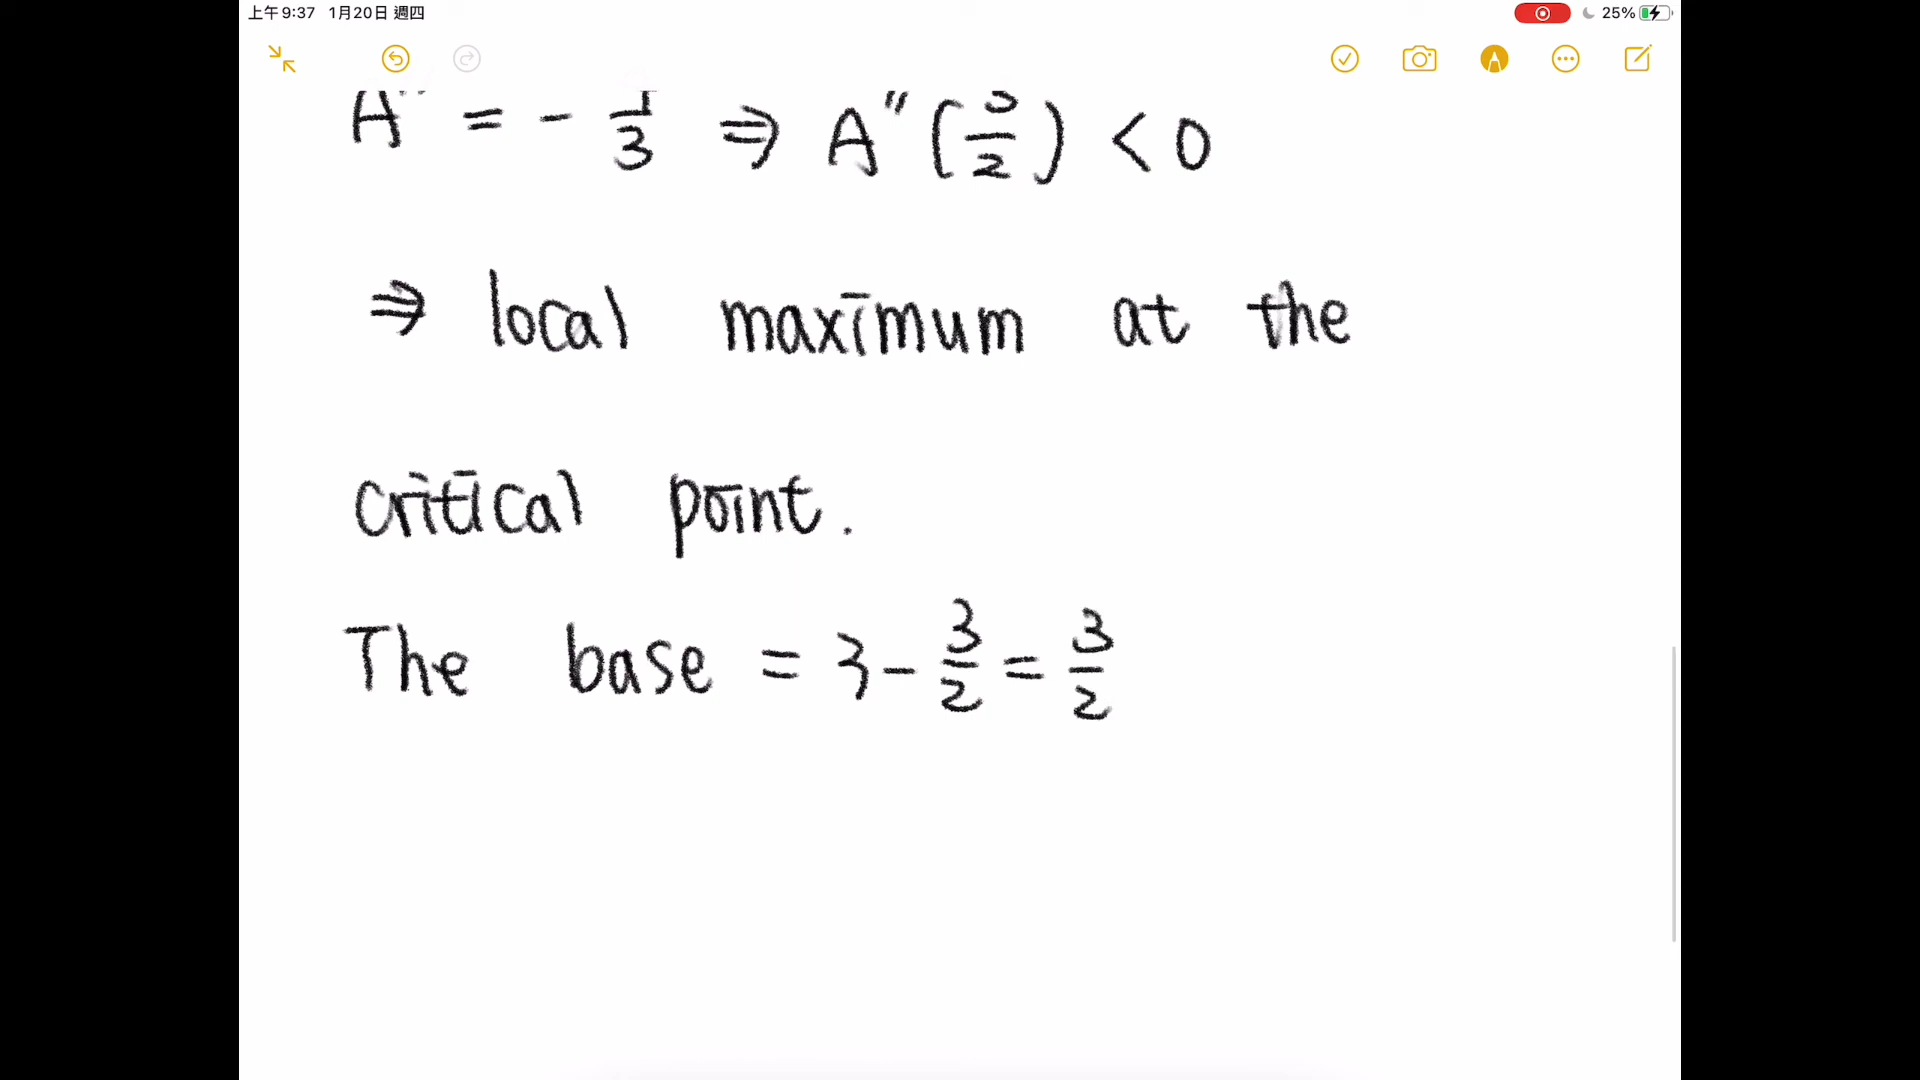 上午9:37 1月20日 週四 25%
A" = - 1/3 ⇒ A" (3/2) < 0
⇒ local maximum at the
critical point.
The base = 3 - 3/2 = 3/2